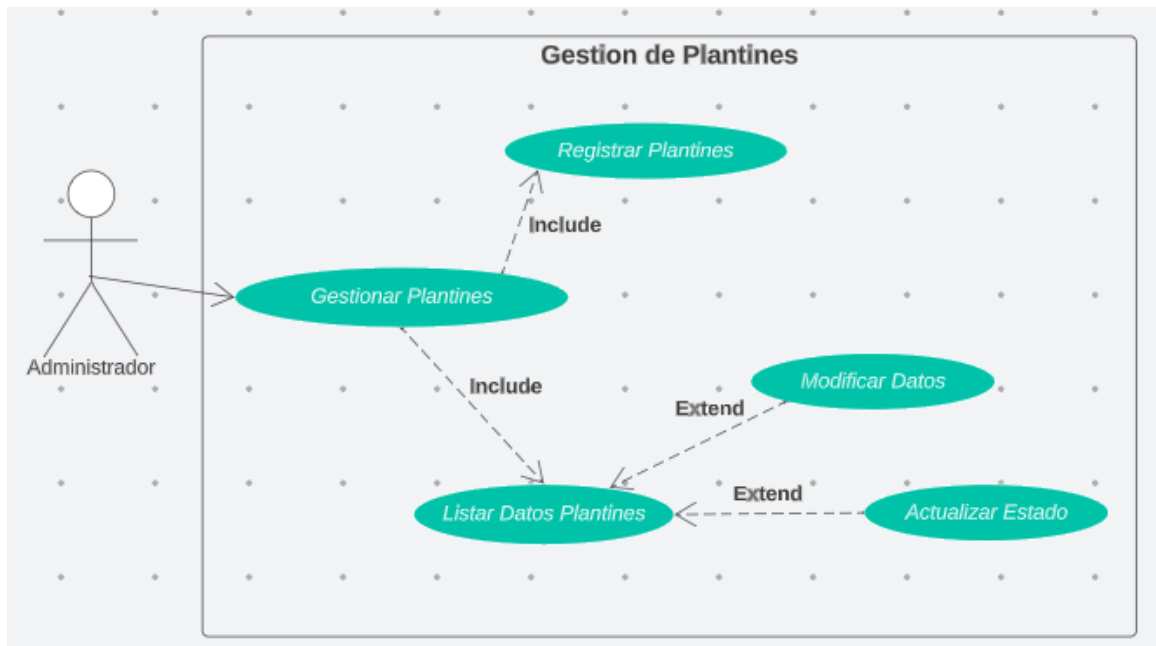 Gestion de Plantines
Registrar Plantines
Include
Gestionar Plantines
Administrador
Include
Modificar Datos
Extend
Extend
Listar Datos Plantines
Actualizar Estado